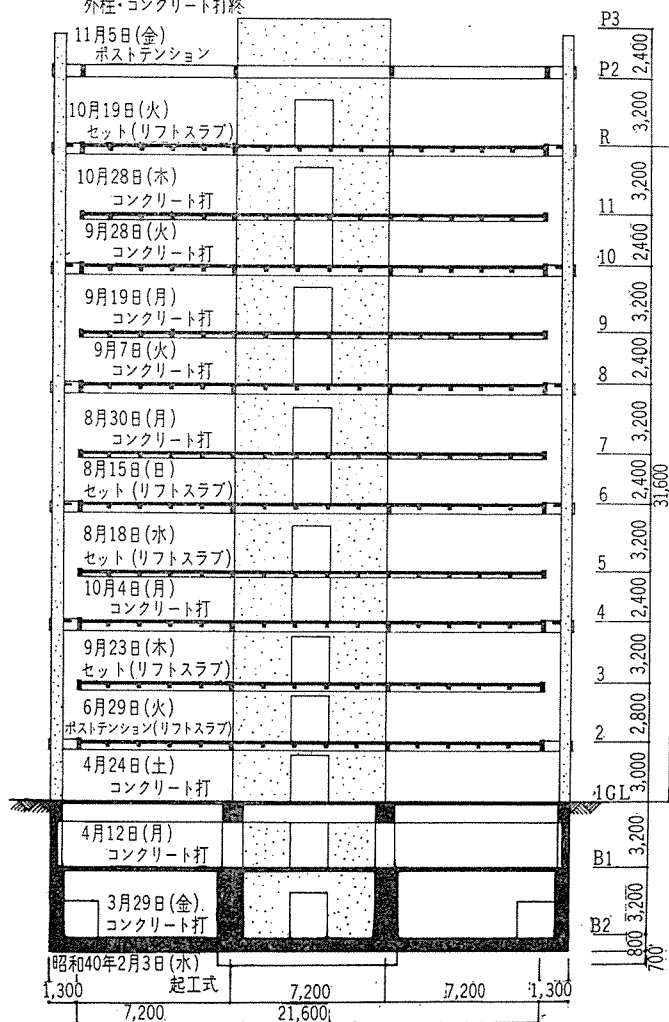 外柱・コンクリート打終
11月5日(金)
ポストテンション
10月19日(火)
セット(リフトスラブ)
10月28日(木)
コンクリート打
9月28日(火)
コンクリート打
9月19日(月)
コンクリート打
9月7日(火)
コンクリート打
8月30日(月)
コンクリート打
8月15日(日)
セット(リフトスラブ)
8月18日(水)
セット(リフトスラブ)
10月4日(月)
コンクリート打
9月23日(木)
セット(リフトスラブ)
6月29日(火)
ポストテンション(リフトスラブ)
4月24日(土)
コンクリート打
4月12日(月)
コンクリート打
3月29日(金)
コンクリート打
昭和40年2月3日(水)
起工式
P3
2,400
P2
3,200
R
3,200
11
2,400
10
3,200
9
2,400
8
3,200
7
2,400
6
3,200
5
2,400
4
3,200
3
2,800
2
3,000
1GL
3,200
B1
3,200
B2
800
700
31,600
1,300
7,200
7,200
7,200
1,300
21,600